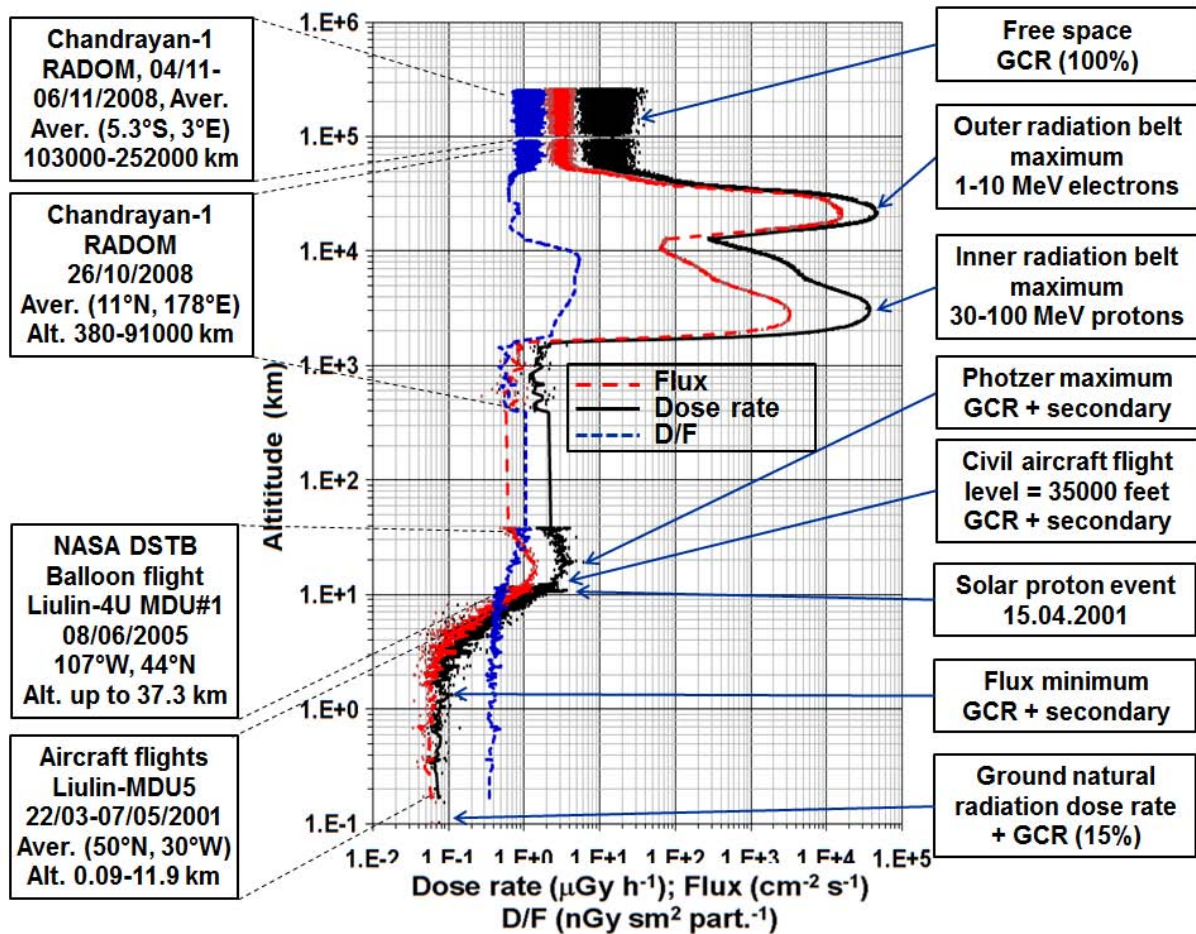 Chandrayan-1
RADOM, 04/11-
06/11/2008, Aver.
Aver. (5.3°S, 3°E)
103000-252000 km
Chandrayan-1
RADOM
26/10/2008
Aver. (11°N, 178°E)
Alt. 380-91000 km
NASA DSTB
Balloon flight
Liulin-4U MDU#1
08/06/2005
107°W, 44°N
Alt. up to 37.3 km
Aircraft flights
Liulin-MDU5
22/03-07/05/2001
Aver. (50°N, 30°W)
Alt. 0.09-11.9 km
Altitude (km)
1.E+6
1.E+5
1.E+4
1.E+3
1.E+2
1.E+1
1.E+0
1.E-1
Flux
Dose rate
D/F
1.E-2 1.E-1 1.E+0 1.E+1 1.E+2 1.E+3 1.E+4 1.E+5
Dose rate (μGy h-1); Flux (cm-2 s-1)
D/F (nGy sm2 part.-1)
Free space
GCR (100%)
Outer radiation belt
maximum
1-10 MeV electrons
Inner radiation belt
maximum
30-100 MeV protons
Photzer maximum
GCR + secondary
Civil aircraft flight
level = 35000 feet
GCR + secondary
Solar proton event
15.04.2001
Flux minimum
GCR + secondary
Ground natural
radiation dose rate
+ GCR (15%)